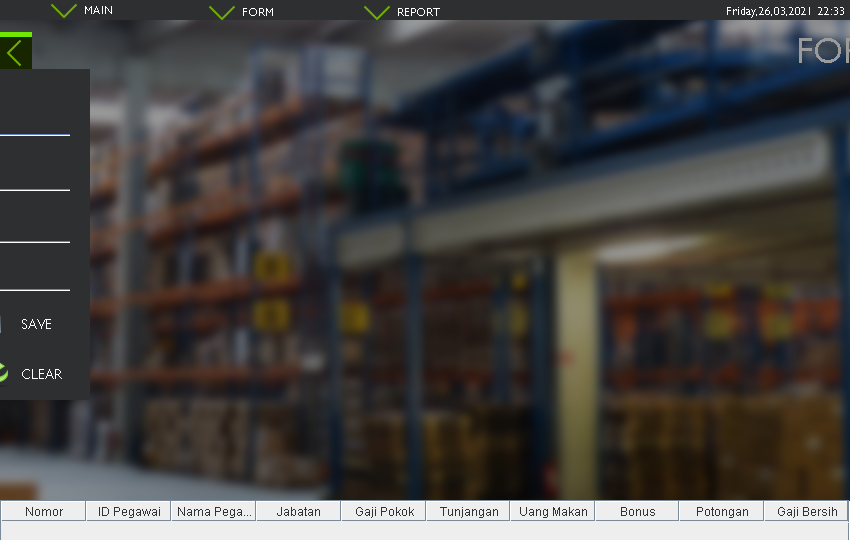 MAIN FORM REPORT Friday,26,03,2021 22:33
FOR
SAVE
CLEAR
Nomor ID Pegawai Nama Pega... Jabatan Gaji Pokok Tunjangan Uang Makan Bonus Potongan Gaji Bersih